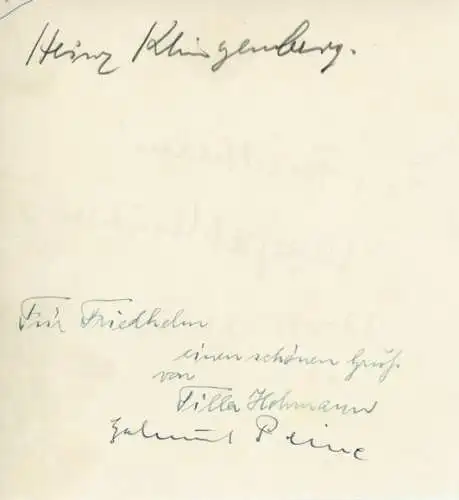 Heinz Klingenberg.
Für Friedhelm
einen schönen Gruß.
von
Tilla Hohmann
Helmut Peine